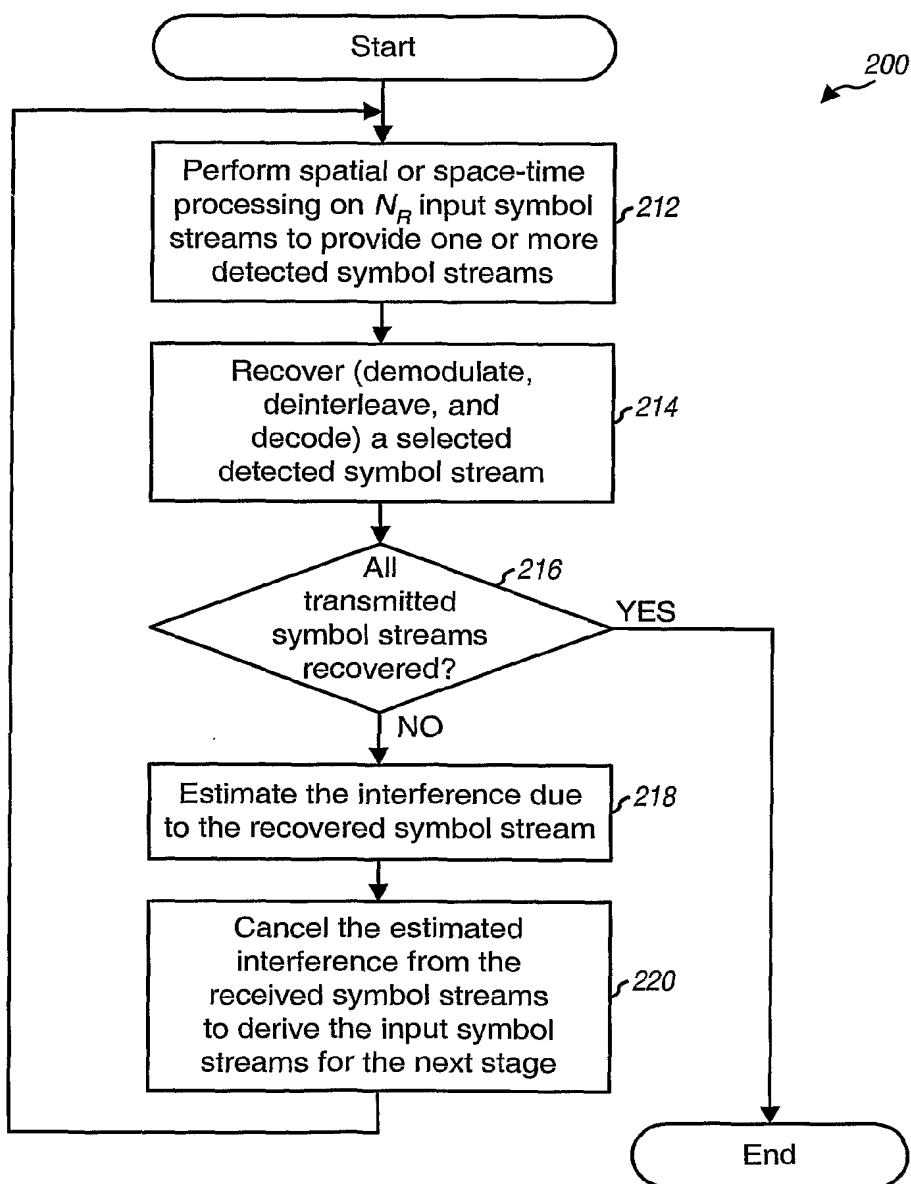 Start
200
Perform spatial or space-time
processing on N_R input symbol
streams to provide one or more
detected symbol streams
212
Recover (demodulate,
deinterleave, and
decode) a selected
detected symbol stream
214
All
transmitted
symbol streams
recovered?
216
YES
NO
Estimate the interference due
to the recovered symbol stream
218
Cancel the estimated
interference from the
received symbol streams
to derive the input symbol
streams for the next stage
220
End